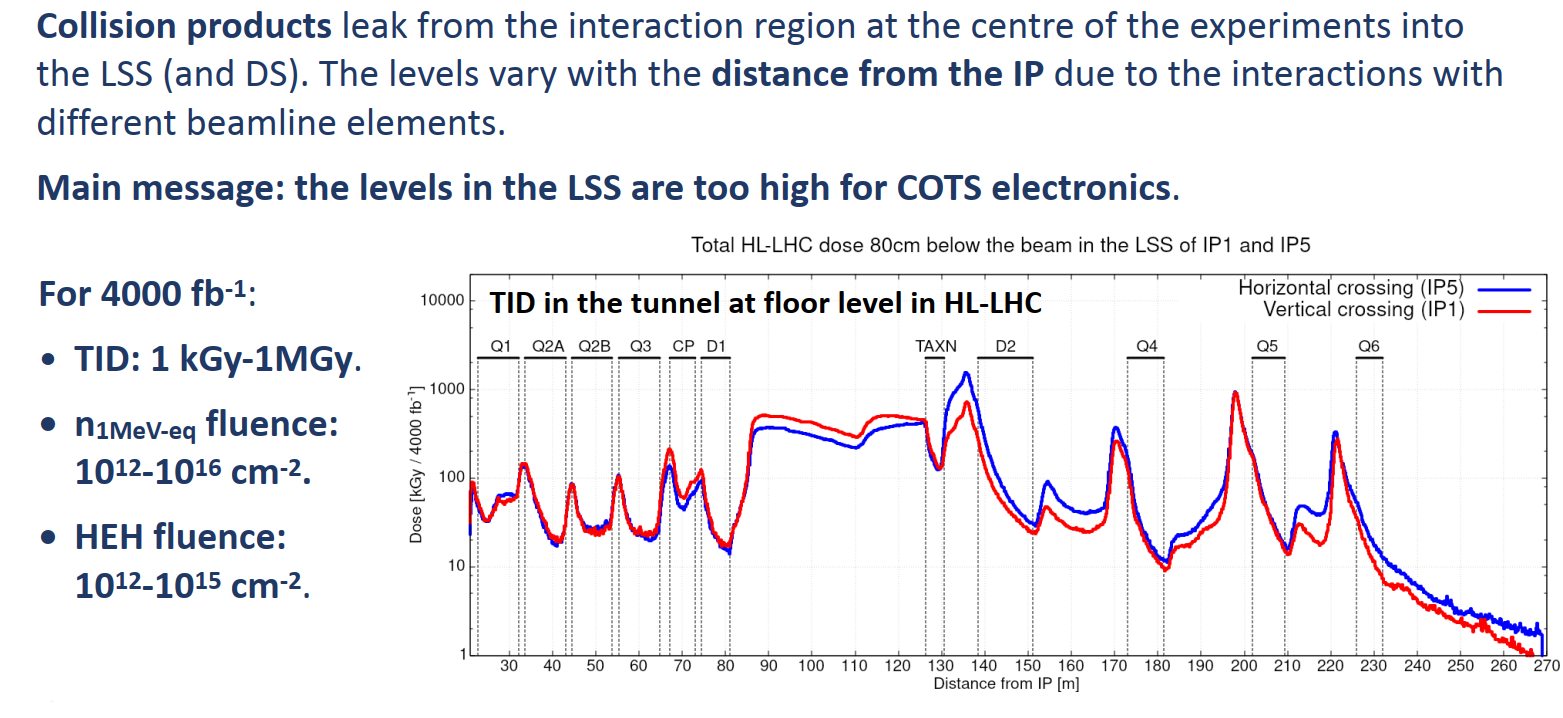 Collision products leak from the interaction region at the centre of the experiments into
the LSS (and DS). The levels vary with the distance from the IP due to the interactions with
different beamline elements.
Main message: the levels in the LSS are too high for COTS electronics.
For 4000 fb-1:
• TID: 1 kGy-1MGy.
• n1MeV-eq fluence:
10^12-10^16 cm-2.
• HEH fluence:
10^12-10^15 cm-2.
Total HL-LHC dose 80cm below the beam in the LSS of IP1 and IP5
TID in the tunnel at floor level in HL-LHC
Horizontal crossing (IP5)
Vertical crossing (IP1)
Q1 Q2A Q2B Q3 CP D1 TAXN D2 Q4 Q5 Q6
Dose [kGy / 4000 fb-1]
10000
1000
100
10
1
30 40 50 60 70 80 90 100 110 120 130 140 150 160 170 180 190 200 210 220 230 240 250 260 270
Distance from IP [m]